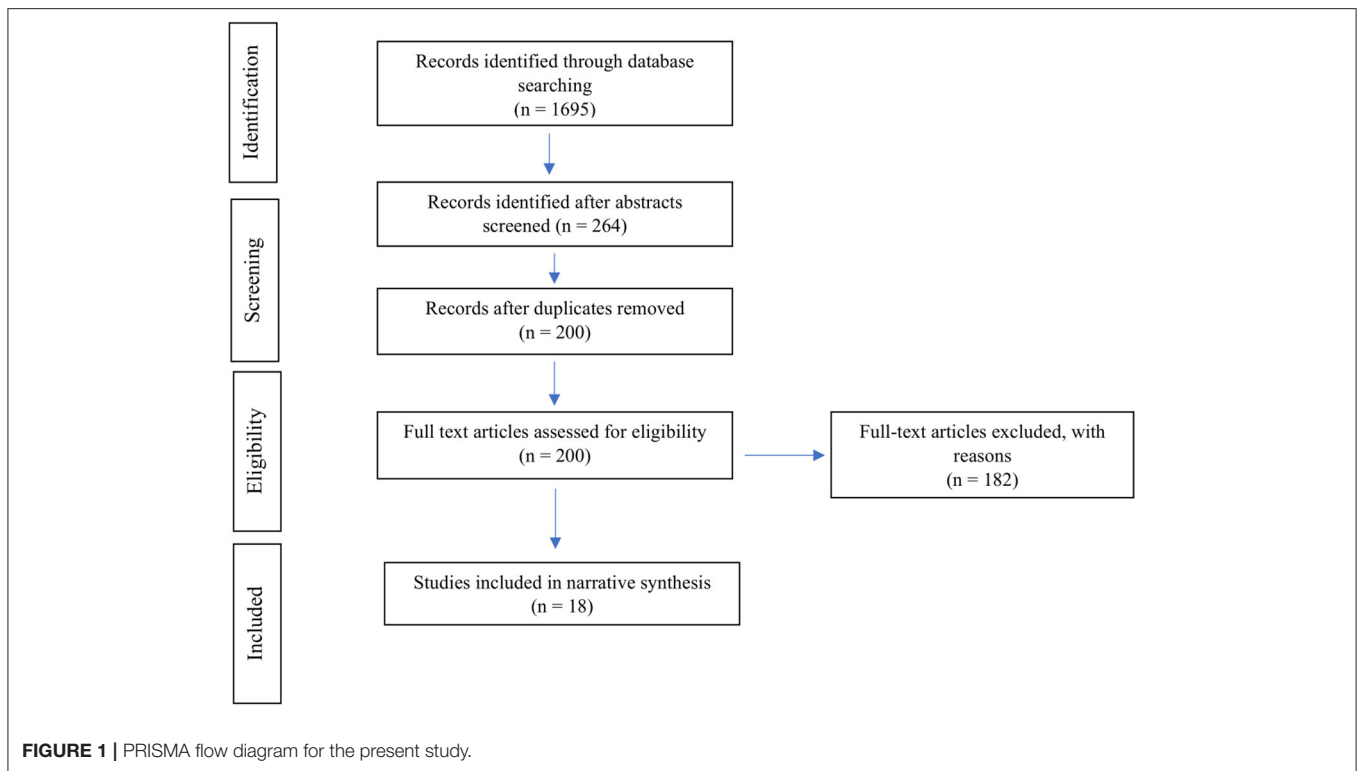 Identification
Records identified through database
searching
(n = 1695)
Screening
Records identified after abstracts
screened (n = 264)
Records after duplicates removed
(n = 200)
Eligibility
Full text articles assessed for eligibility
(n = 200)
Full-text articles excluded, with
reasons
(n = 182)
Included
Studies included in narrative synthesis
(n = 18)
FIGURE 1 | PRISMA flow diagram for the present study.